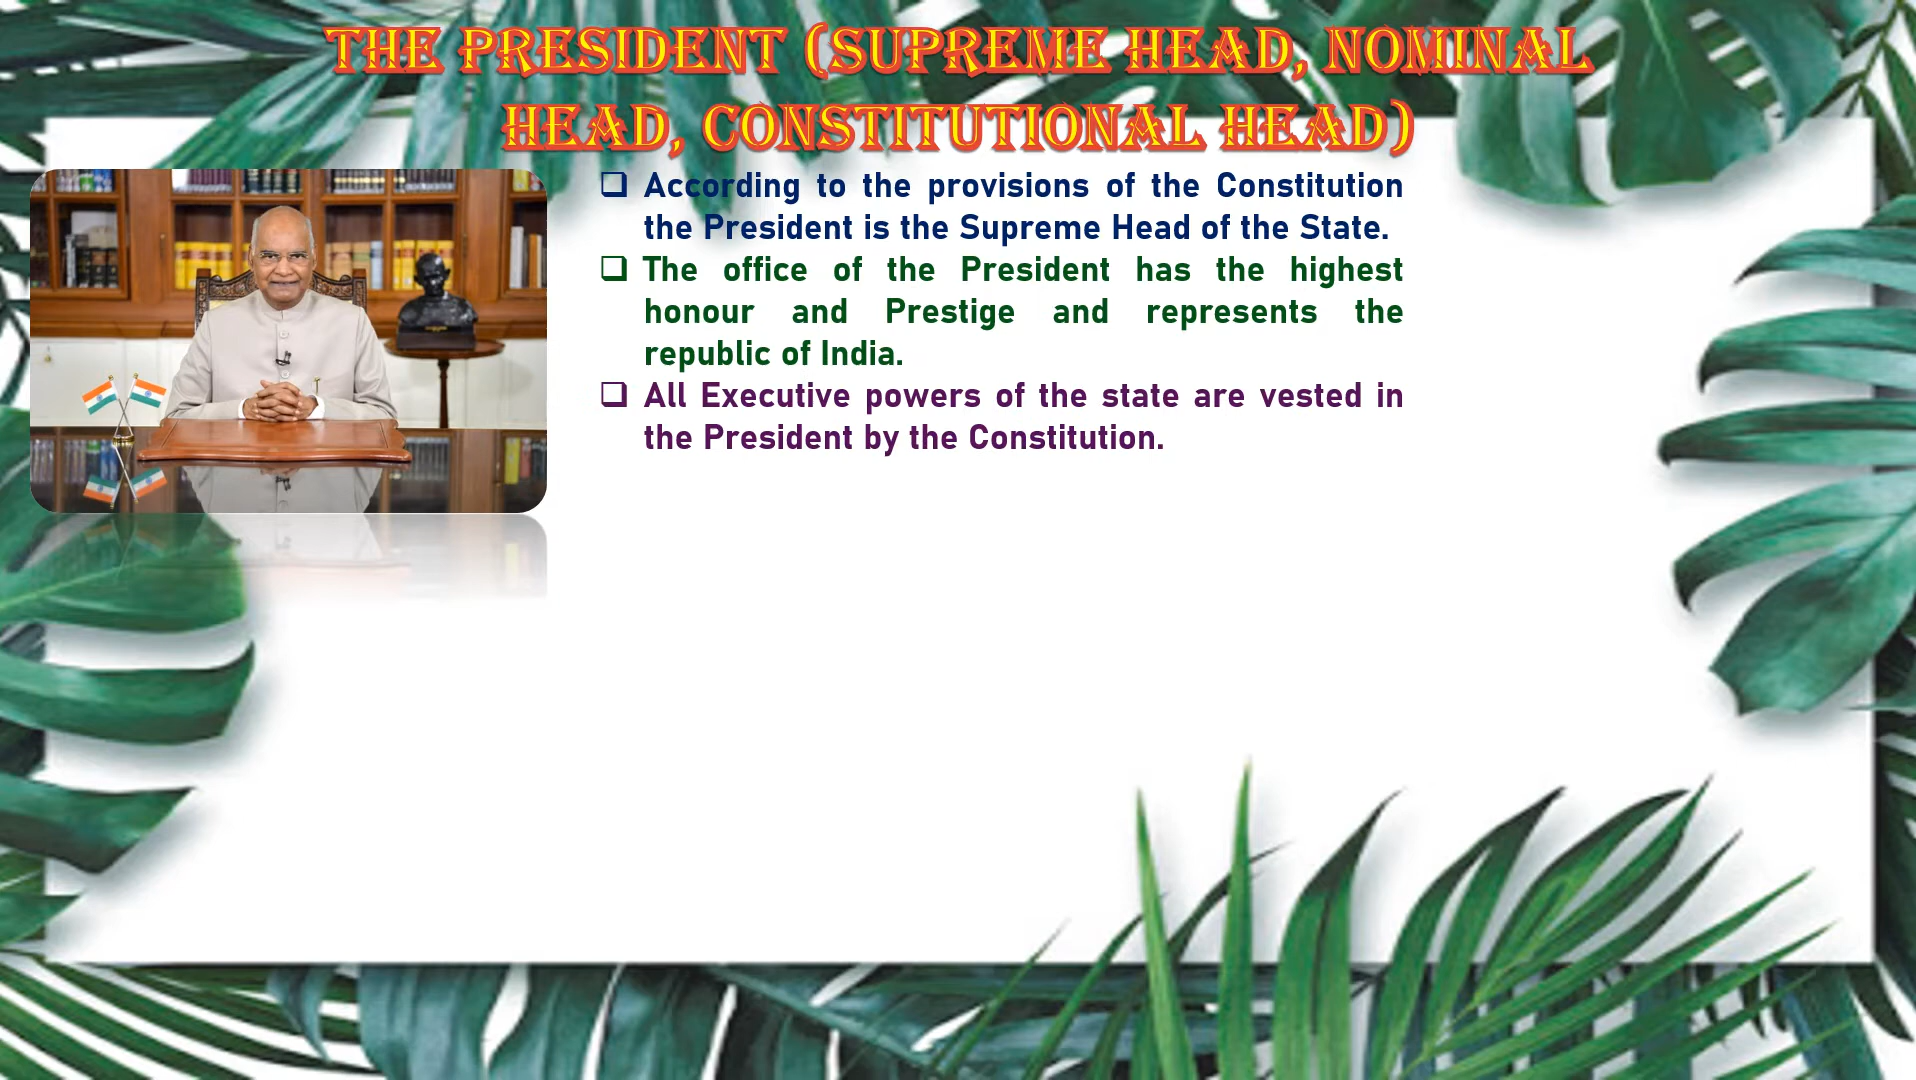 THE PRESIDENT (SUPREME HEAD, NOMINAL
HEAD, CONSTITUTIONAL HEAD)
According to the provisions of the Constitution
the President is the Supreme Head of the State.
The office of the President has the highest
honour and Prestige and represents the
republic of India.
All Executive powers of the state are vested in
the President by the Constitution.